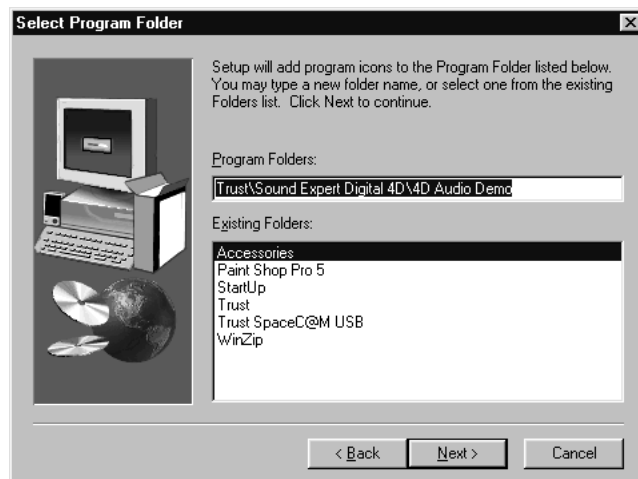 Select Program Folder
Setup will add program icons to the Program Folder listed below.
You may type a new folder name, or select one from the existing
Folders list. Click Next to continue.
Program Folders:
Trust\Sound Expert Digital 4D\4D Audio Demo
Existing Folders:
Accessories
Paint Shop Pro 5
StartUp
Trust
Trust SpaceC@M USB
WinZip
< Back
Next >
Cancel